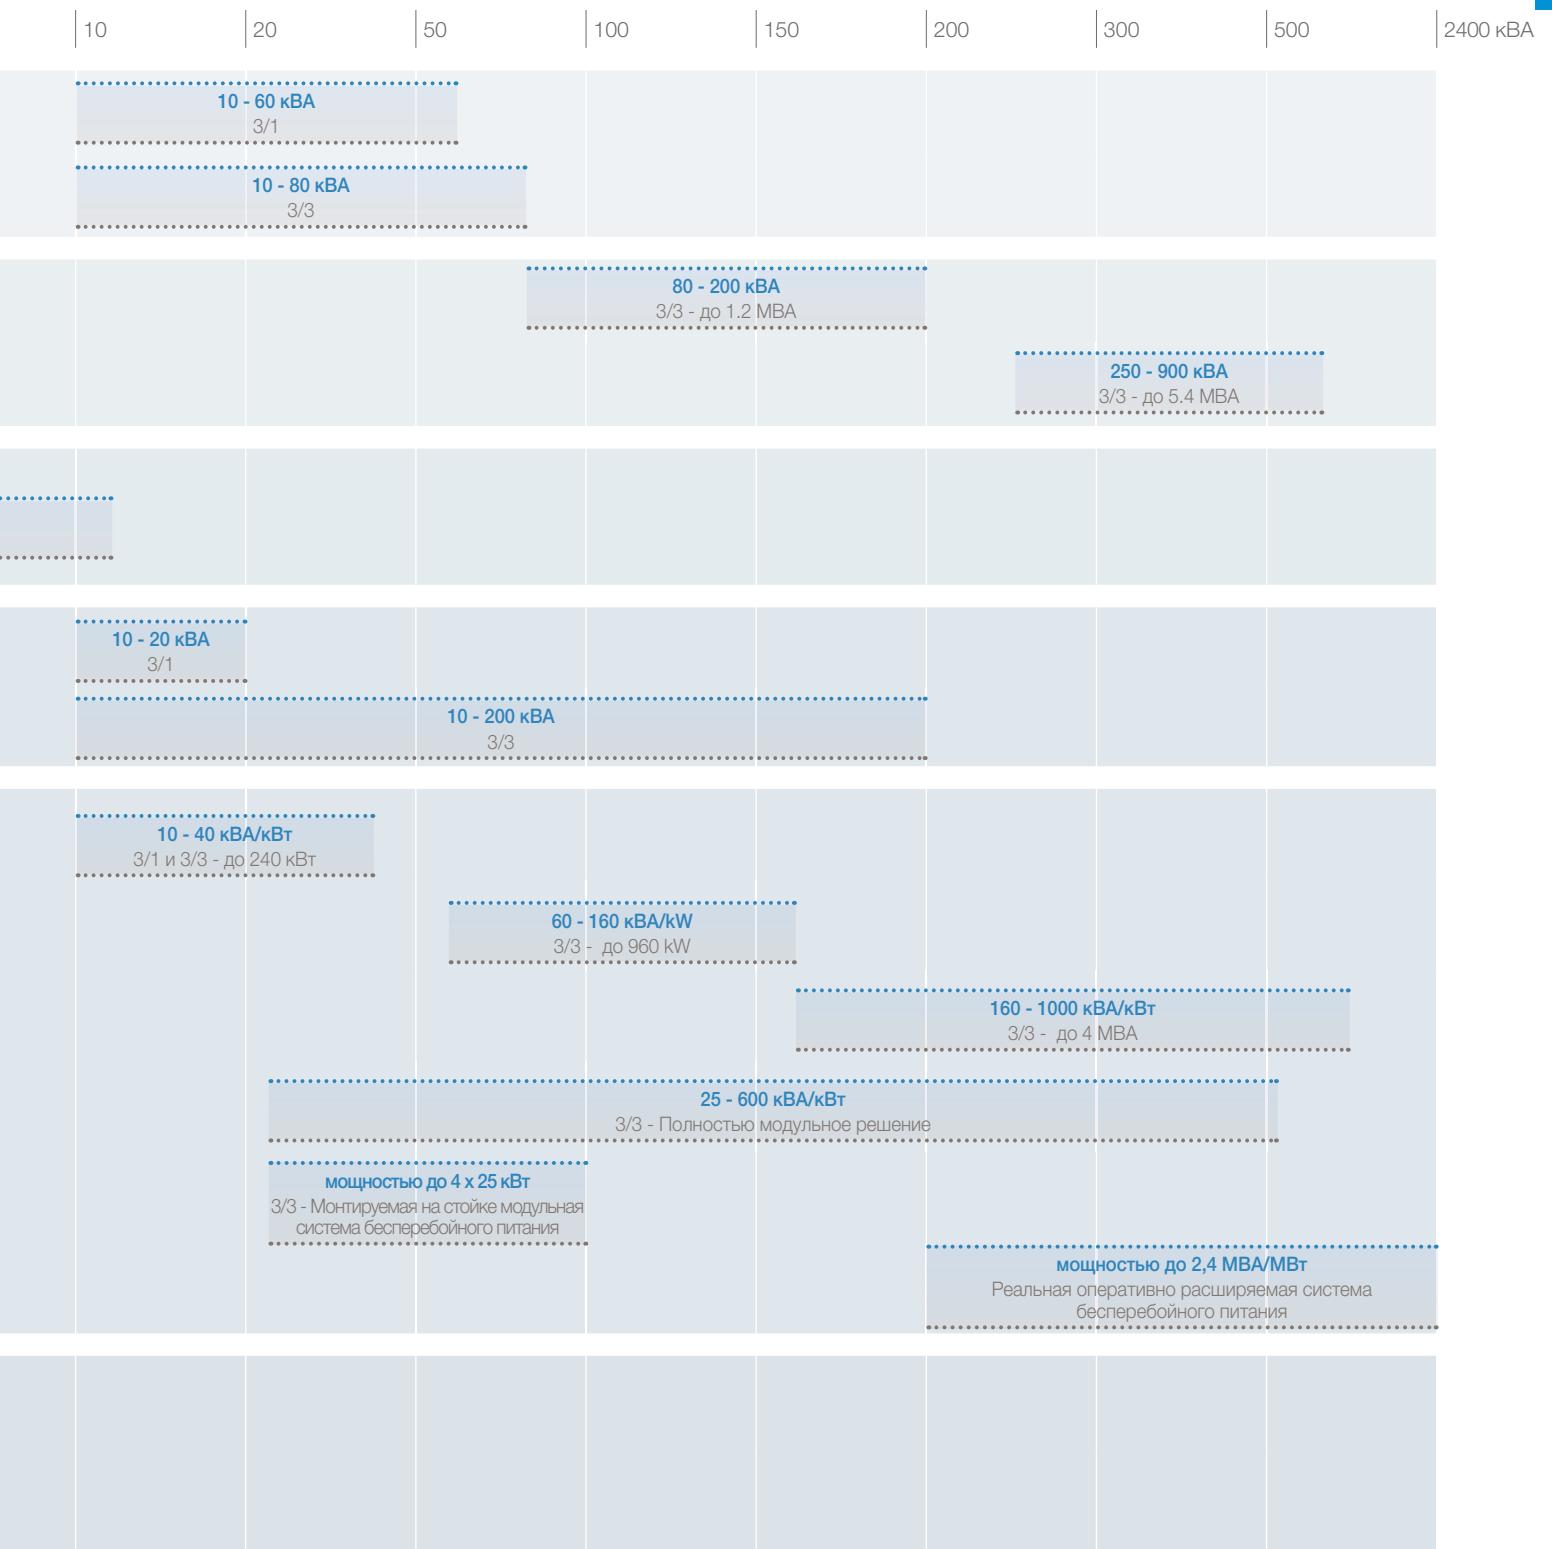 10 20 50 100 150 200 300 500 2400 кВА
10 - 60 кВА
3/1
10 - 80 кВА
3/3
80 - 200 кВА
3/3 - до 1.2 МВА
250 - 900 кВА
3/3 - до 5.4 МВА
10 - 20 кВА
3/1
10 - 200 кВА
3/3
10 - 40 кВА/кВт
3/1 и 3/3 - до 240 кВт
60 - 160 кВА/kW
3/3 - до 960 kW
160 - 1000 кВА/кВт
3/3 - до 4 МВА
25 - 600 кВА/кВт
3/3 - Полностью модульное решение
мощностью до 4 x 25 кВт
3/3 - Монтируемая на стойке модульная
система бесперебойного питания
мощностью до 2,4 МВА/МВт
Реальная оперативно расширяемая система
бесперебойного питания